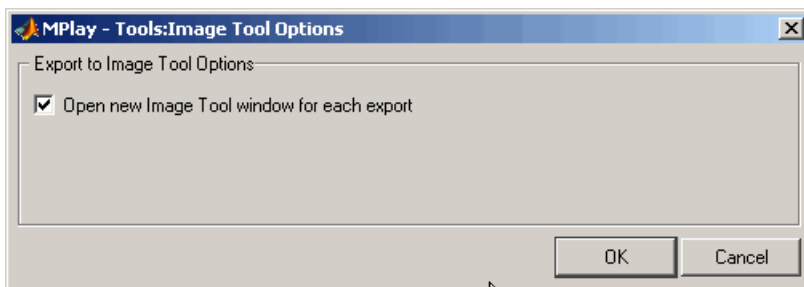 MPlay - Tools:Image Tool Options
Export to Image Tool Options
Open new Image Tool window for each export
OK Cancel